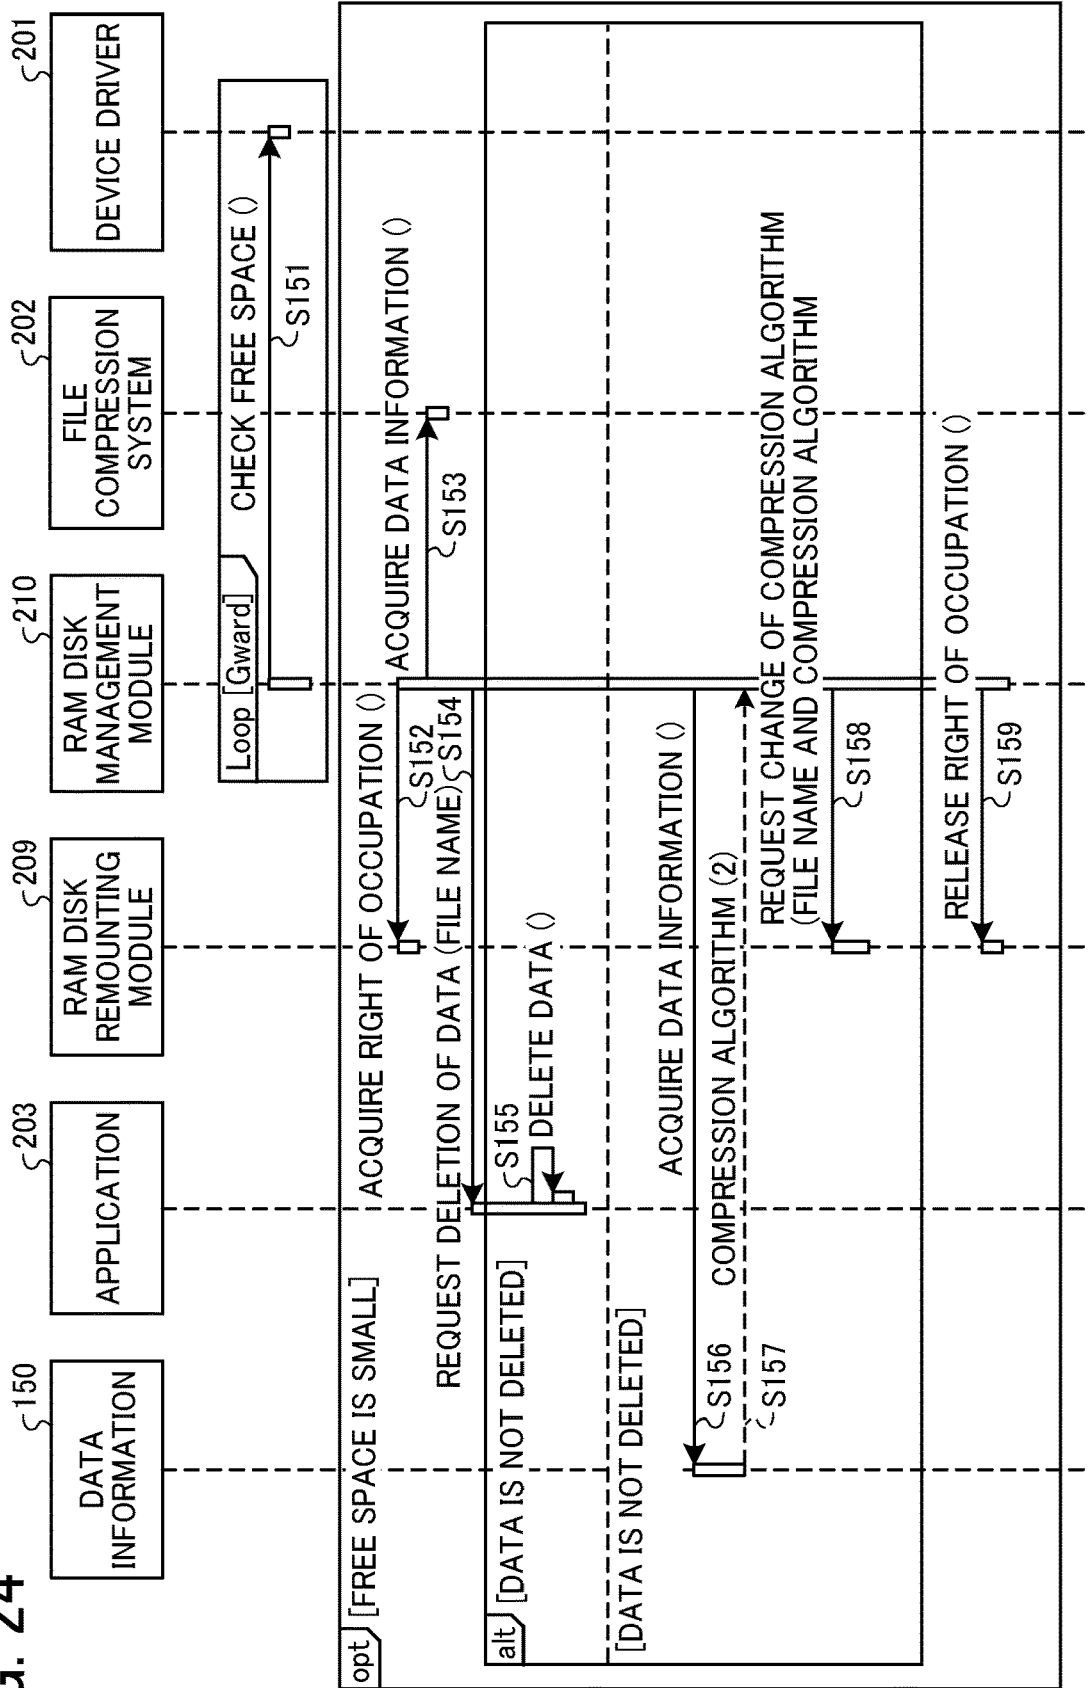 G. 24
150
DATA
INFORMATION
203
APPLICATION
209
RAM DISK
REMOUNTING
MODULE
210
RAM DISK
MANAGEMENT
MODULE
202
FILE
COMPRESSION
SYSTEM
201
DEVICE DRIVER
Loop [Gward]
CHECK FREE SPACE ()
S151
opt
[FREE SPACE IS SMALL]
ACQUIRE RIGHT OF OCCUPATION ()
S152
ACQUIRE DATA INFORMATION ()
S153
REQUEST DELETION OF DATA (FILE NAME)
S154
alt
[DATA IS NOT DELETED]
S155
DELETE DATA ()
[DATA IS NOT DELETED]
ACQUIRE DATA INFORMATION ()
S156
COMPRESSION ALGORITHM (2)
S157
REQUEST CHANGE OF COMPRESSION ALGORITHM
(FILE NAME AND COMPRESSION ALGORITHM
S158
RELEASE RIGHT OF OCCUPATION ()
S159